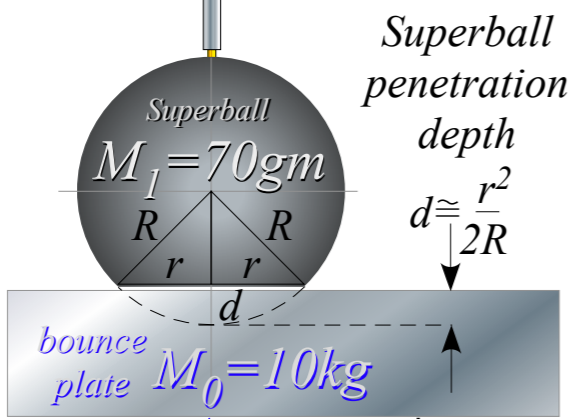 Superball
penetration
depth
d≅r²/2R
Superball
M₁=70gm
R R
r r
d
bounce
plate M₀=10kg